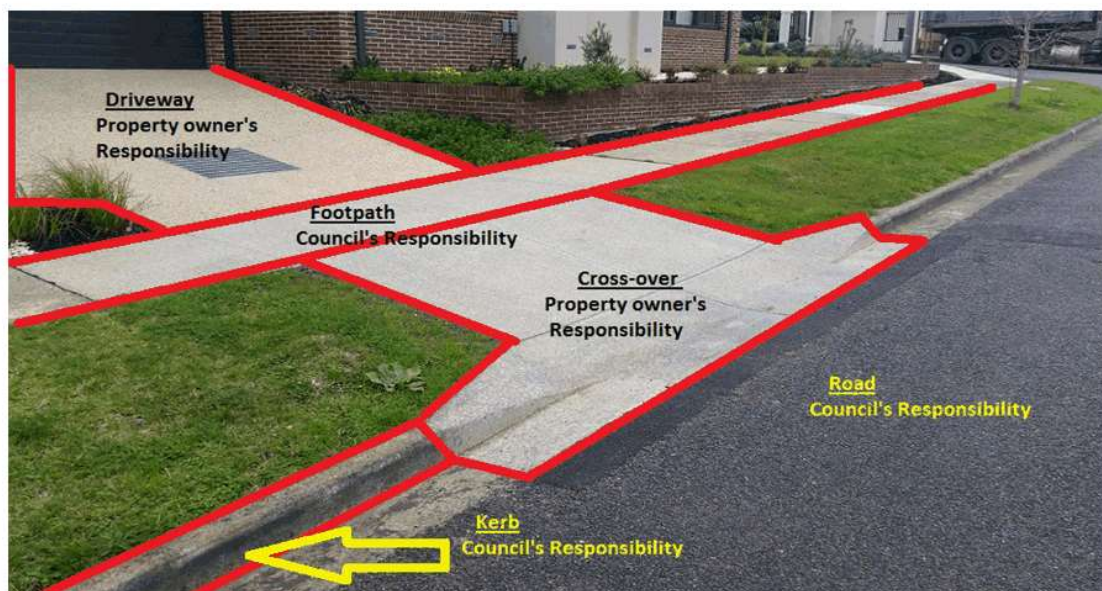 Driveway
Property owner's
Responsibility
Footpath
Council's Responsibility
Cross-over
Property owner's
Responsibility
Road
Council's Responsibility
Kerb
Council's Responsibility